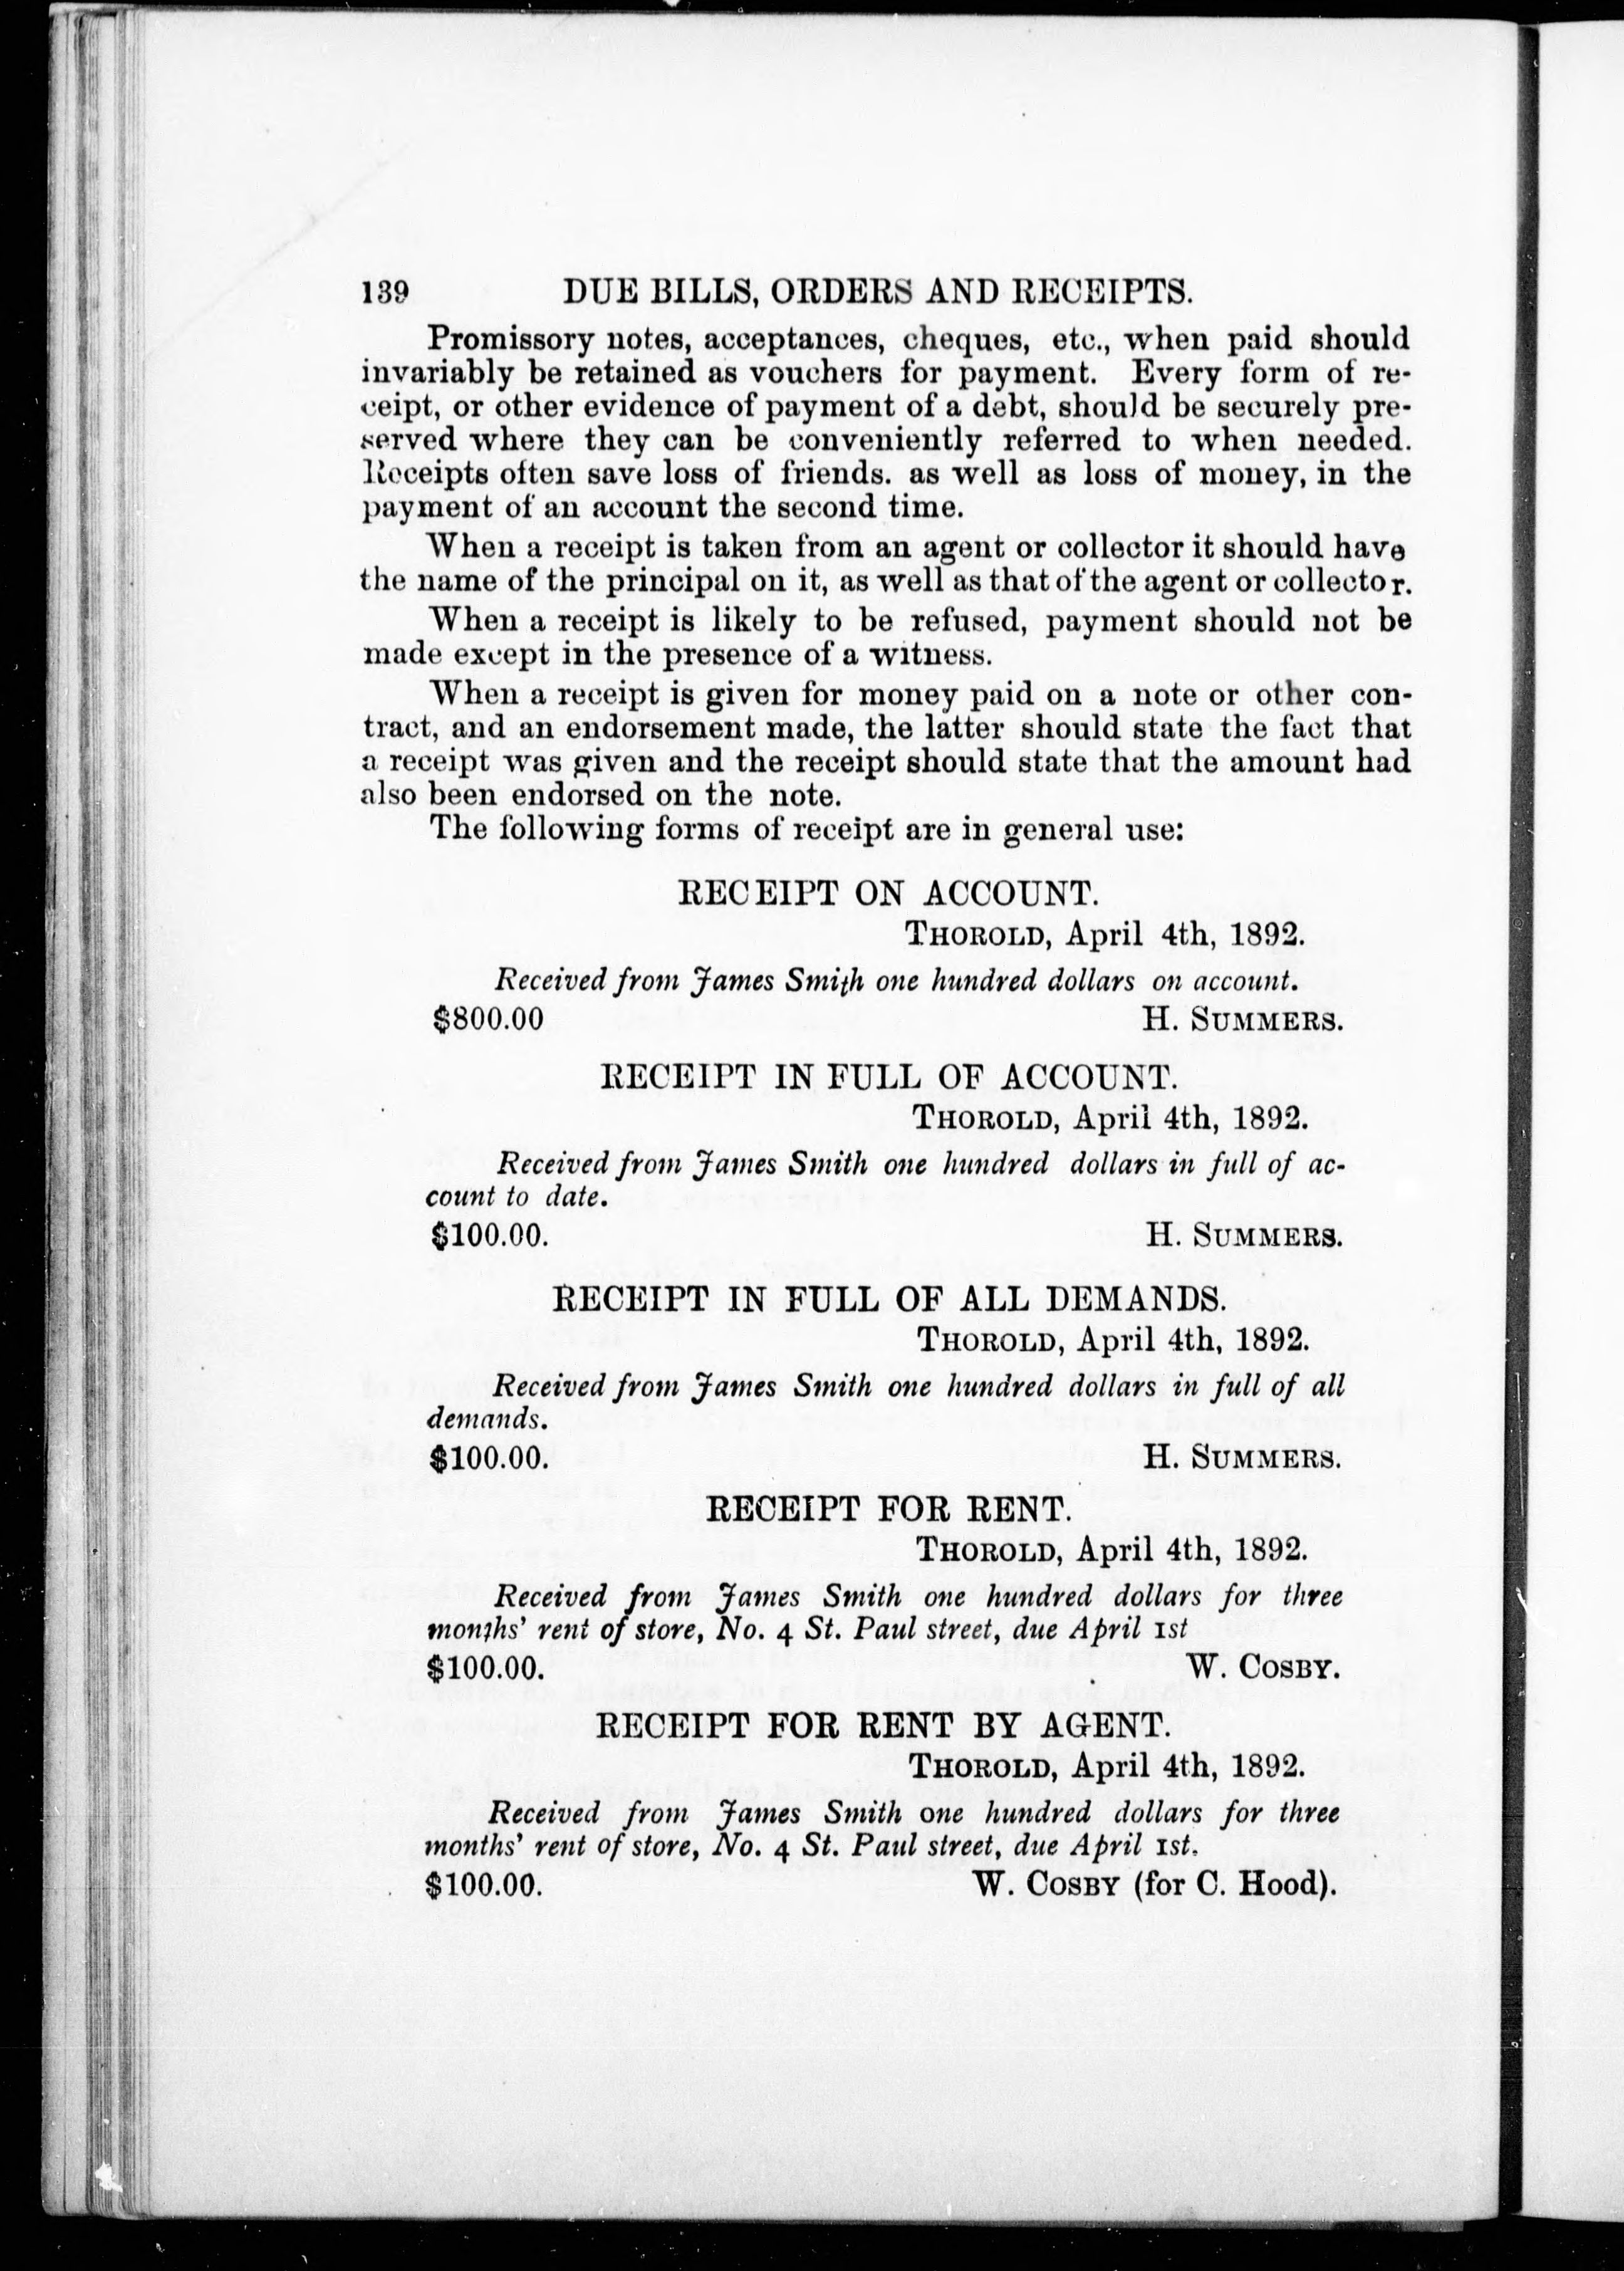 139 DUE BILLS, ORDERS AND RECEIPTS.
Promissory notes, acceptances, cheques, etc., when paid should
invariably be retained as vouchers for payment. Every form of re-
ceipt, or other evidence of payment of a debt, should be securely pre-
served where they can be conveniently referred to when needed.
Receipts often save loss of friends. as well as loss of money, in the
payment of an account the second time.
When a receipt is taken from an agent or collector it should have
the name of the principal on it, as well as that of the agent or collector.
When a receipt is likely to be refused, payment should not be
made except in the presence of a witness.
When a receipt is given for money paid on a note or other con-
tract, and an endorsement made, the latter should state the fact that
a receipt was given and the receipt should state that the amount had
also been endorsed on the note.
The following forms of receipt are in general use:
RECEIPT ON ACCOUNT.
THOROLD, April 4th, 1892.
Received from James Smith one hundred dollars on account.
$800.00 H. SUMMERS.
RECEIPT IN FULL OF ACCOUNT.
THOROLD, April 4th, 1892.
Received from James Smith one hundred dollars in full of ac-
count to date.
$100.00. H. SUMMERS.
RECEIPT IN FULL OF ALL DEMANDS.
THOROLD, April 4th, 1892.
Received from James Smith one hundred dollars in full of all
demands.
$100.00. H. SUMMERS.
RECEIPT FOR RENT.
THOROLD, April 4th, 1892.
Received from James Smith one hundred dollars for three
months' rent of store, No. 4 St. Paul street, due April 1st
$100.00. W. COSBY.
RECEIPT FOR RENT BY AGENT.
THOROLD, April 4th, 1892.
Received from James Smith one hundred dollars for three
months' rent of store, No. 4 St. Paul street, due April 1st.
$100.00. W. COSBY (for C. Hood).